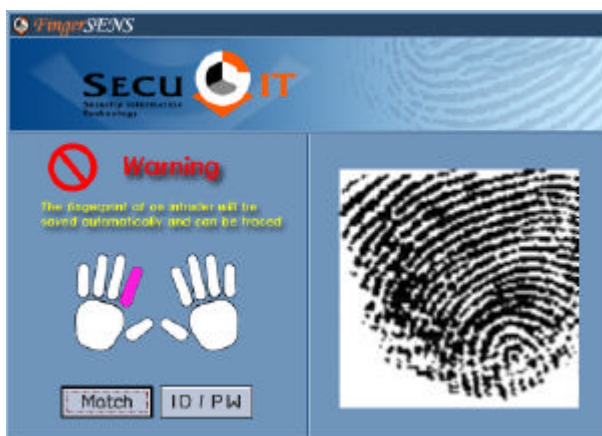 FingerSENS
SECU IT
Security Information
Technology
Warning
The fingerprint of an intruder will be
saved automatically and can be traced
Match
ID / PW